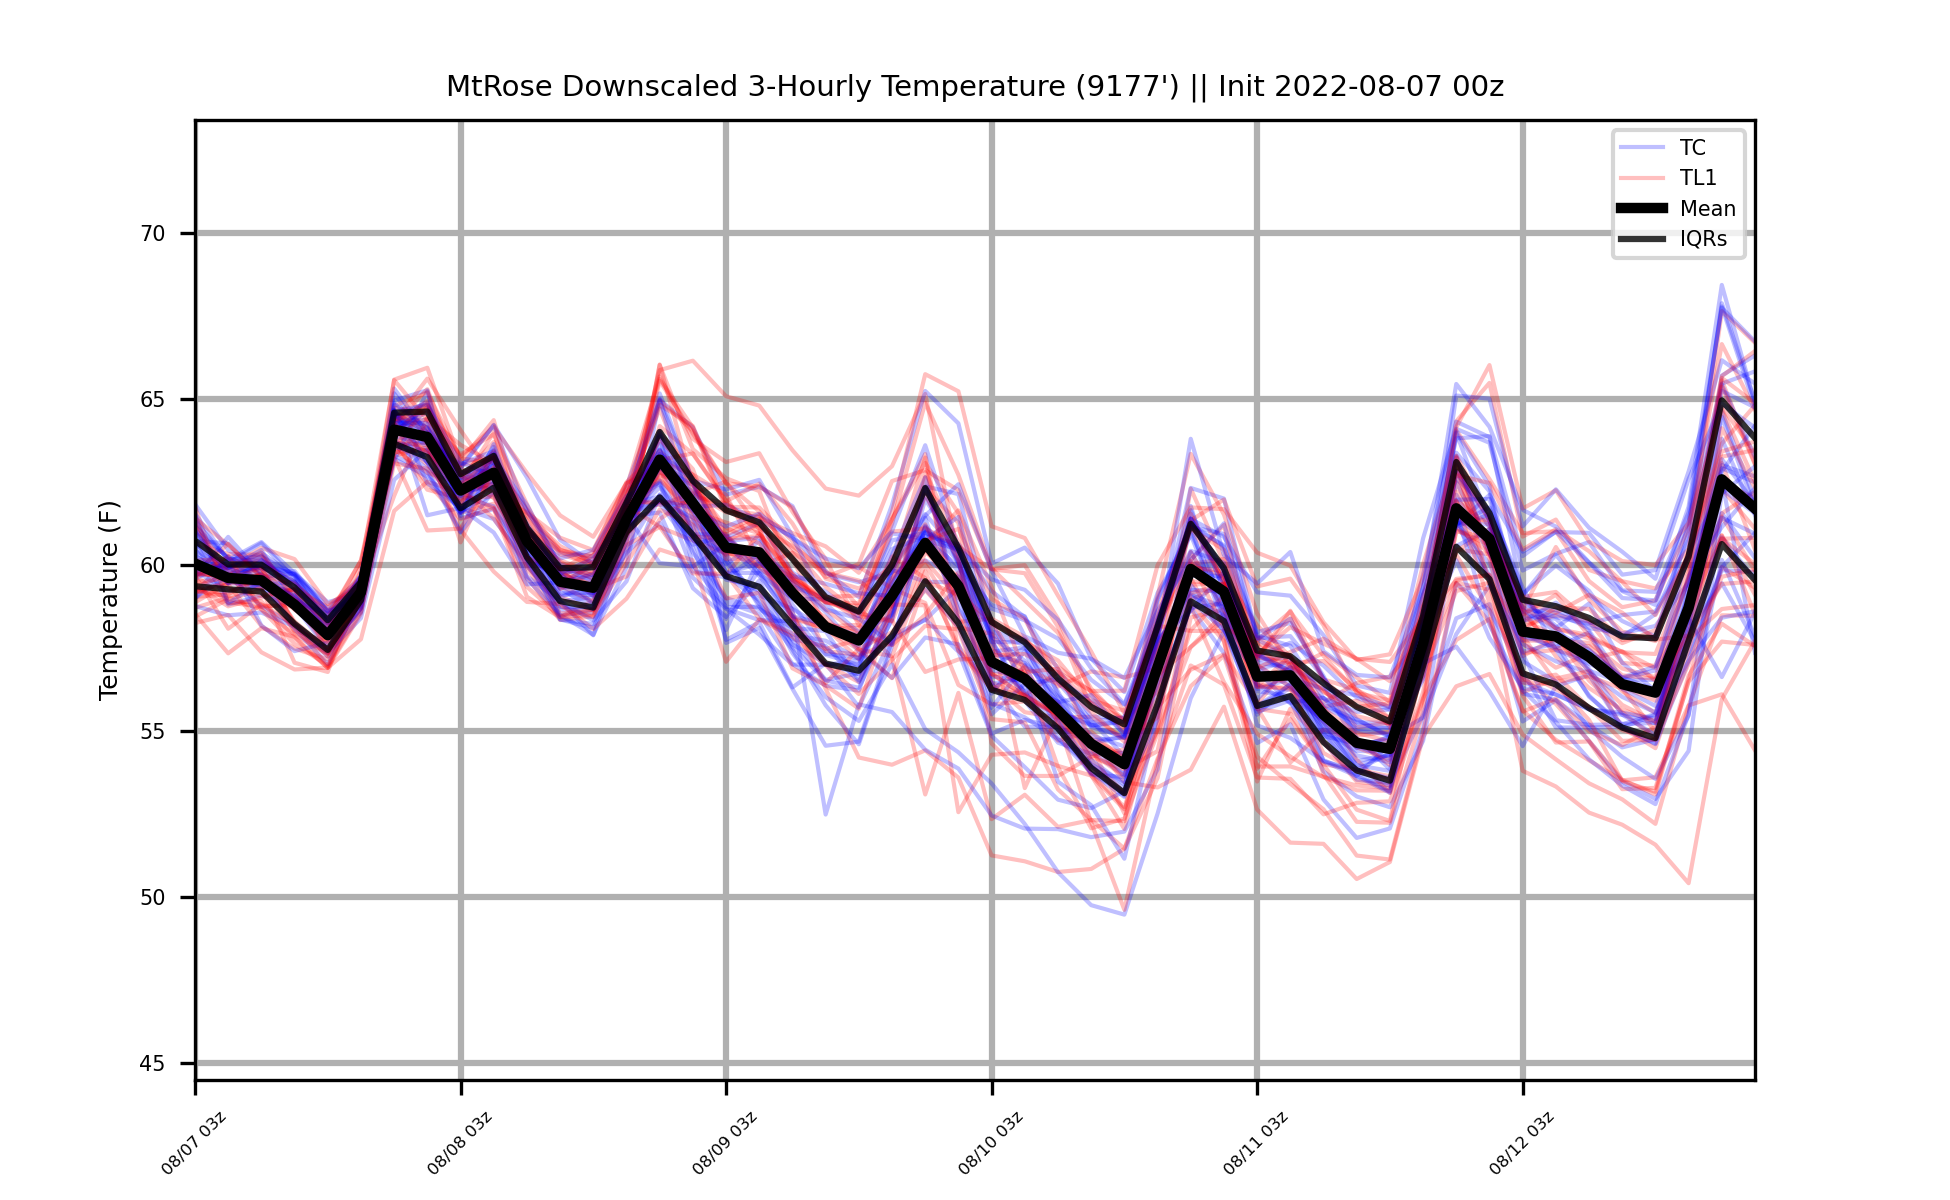 MtRose Downscaled 3-Hourly Temperature (9177') || Init 2022-08-07 00z
TC
TL1
Mean
IQRs
Temperature (F)
70
65
60
55
50
45
08/07 03z
08/08 03z
08/09 03z
08/10 03z
08/11 03z
08/12 03z